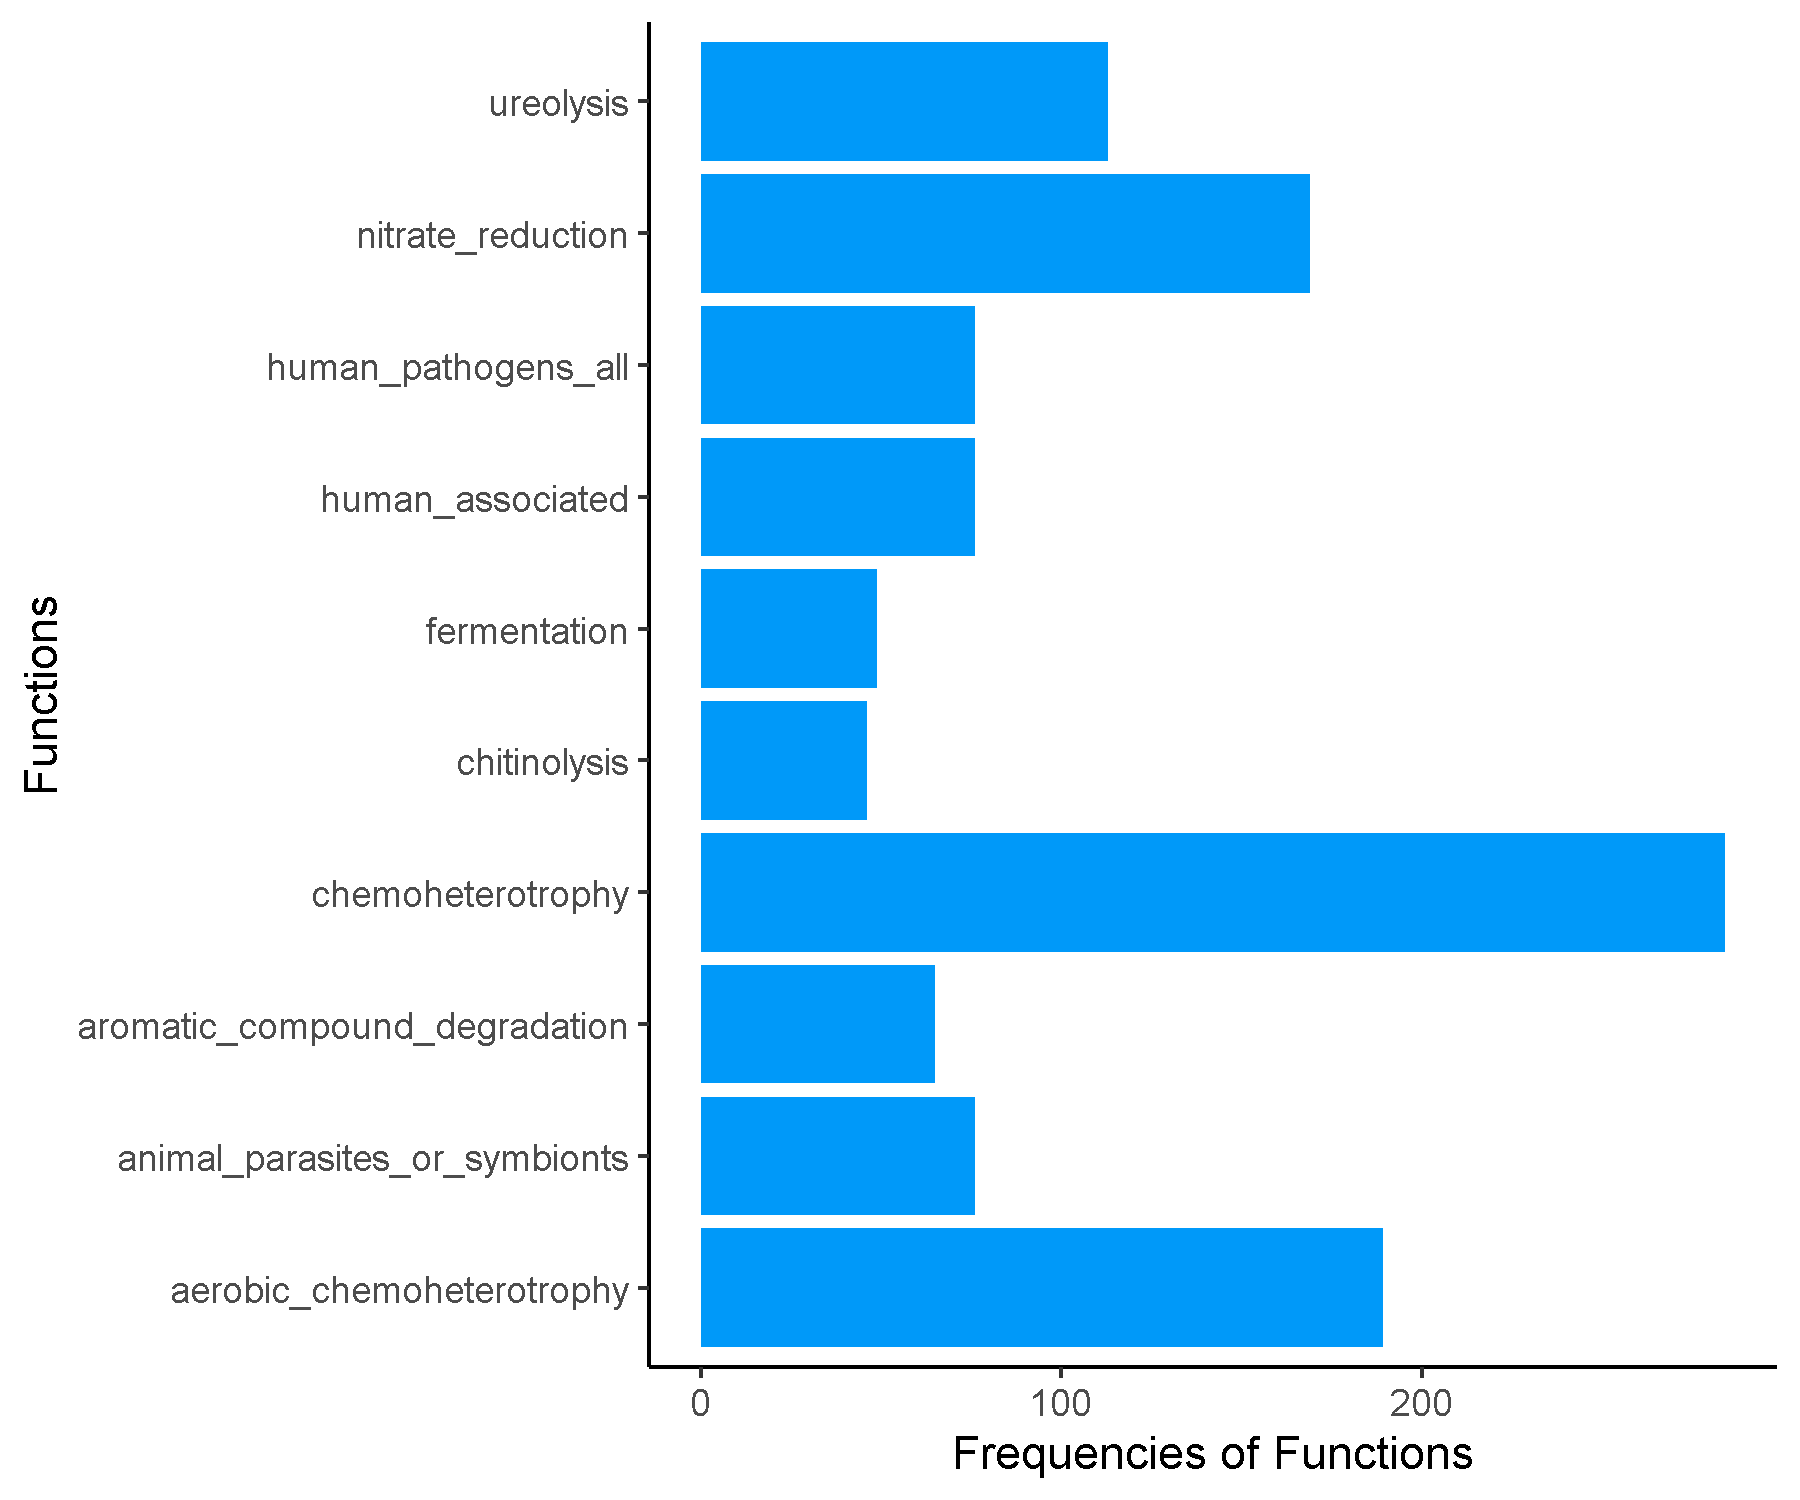 ureolysis
nitrate_reduction
human_pathogens_all
human_associated
fermentation
chitinolysis
chemoheterotrophy
aromatic_compound_degradation
animal_parasites_or_symbionts
aerobic_chemoheterotrophy
Functions
0 100 200
Frequencies of Functions